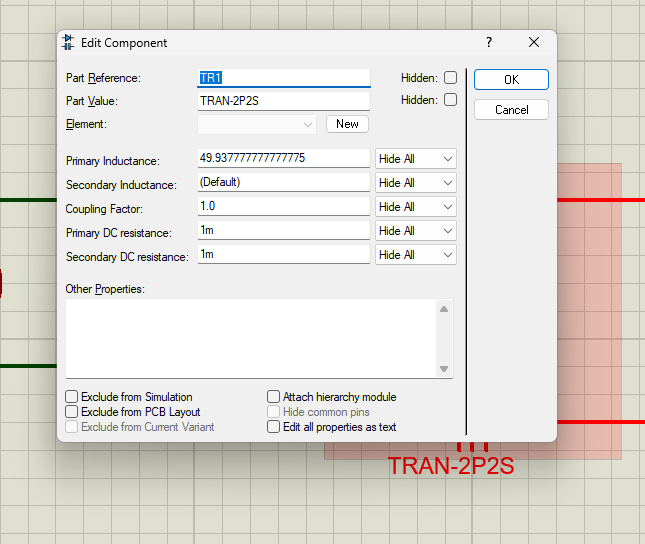 Edit Component
?
Part Reference: TR1 Hidden:
Part Value: TRAN-2P2S Hidden:
Element: New
Primary Inductance: 49.937777777777775 Hide All
Secondary Inductance: (Default) Hide All
Coupling Factor: 1.0 Hide All
Primary DC resistance: 1m Hide All
Secondary DC resistance: 1m Hide All
Other Properties:
Exclude from Simulation Attach hierarchy module
Exclude from PCB Layout Hide common pins
Exclude from Current Variant Edit all properties as text
OK
Cancel
TRAN-2P2S